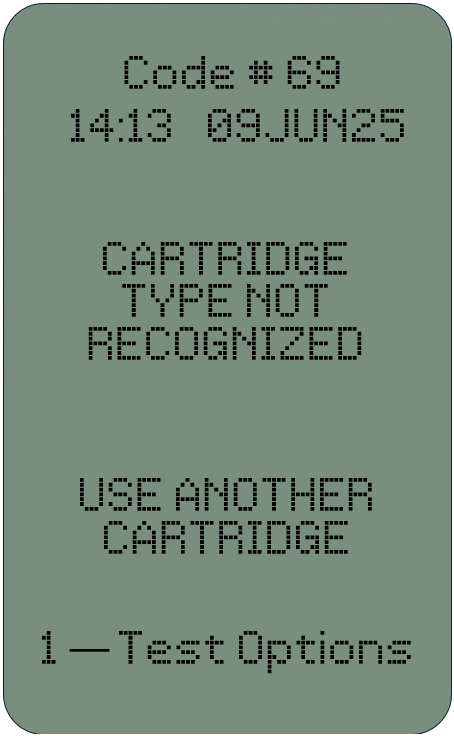 Code # 69
14:13 09JUN25
CARTRIDGE
TYPE NOT
RECOGNIZED
USE ANOTHER
CARTRIDGE
1 — Test Options